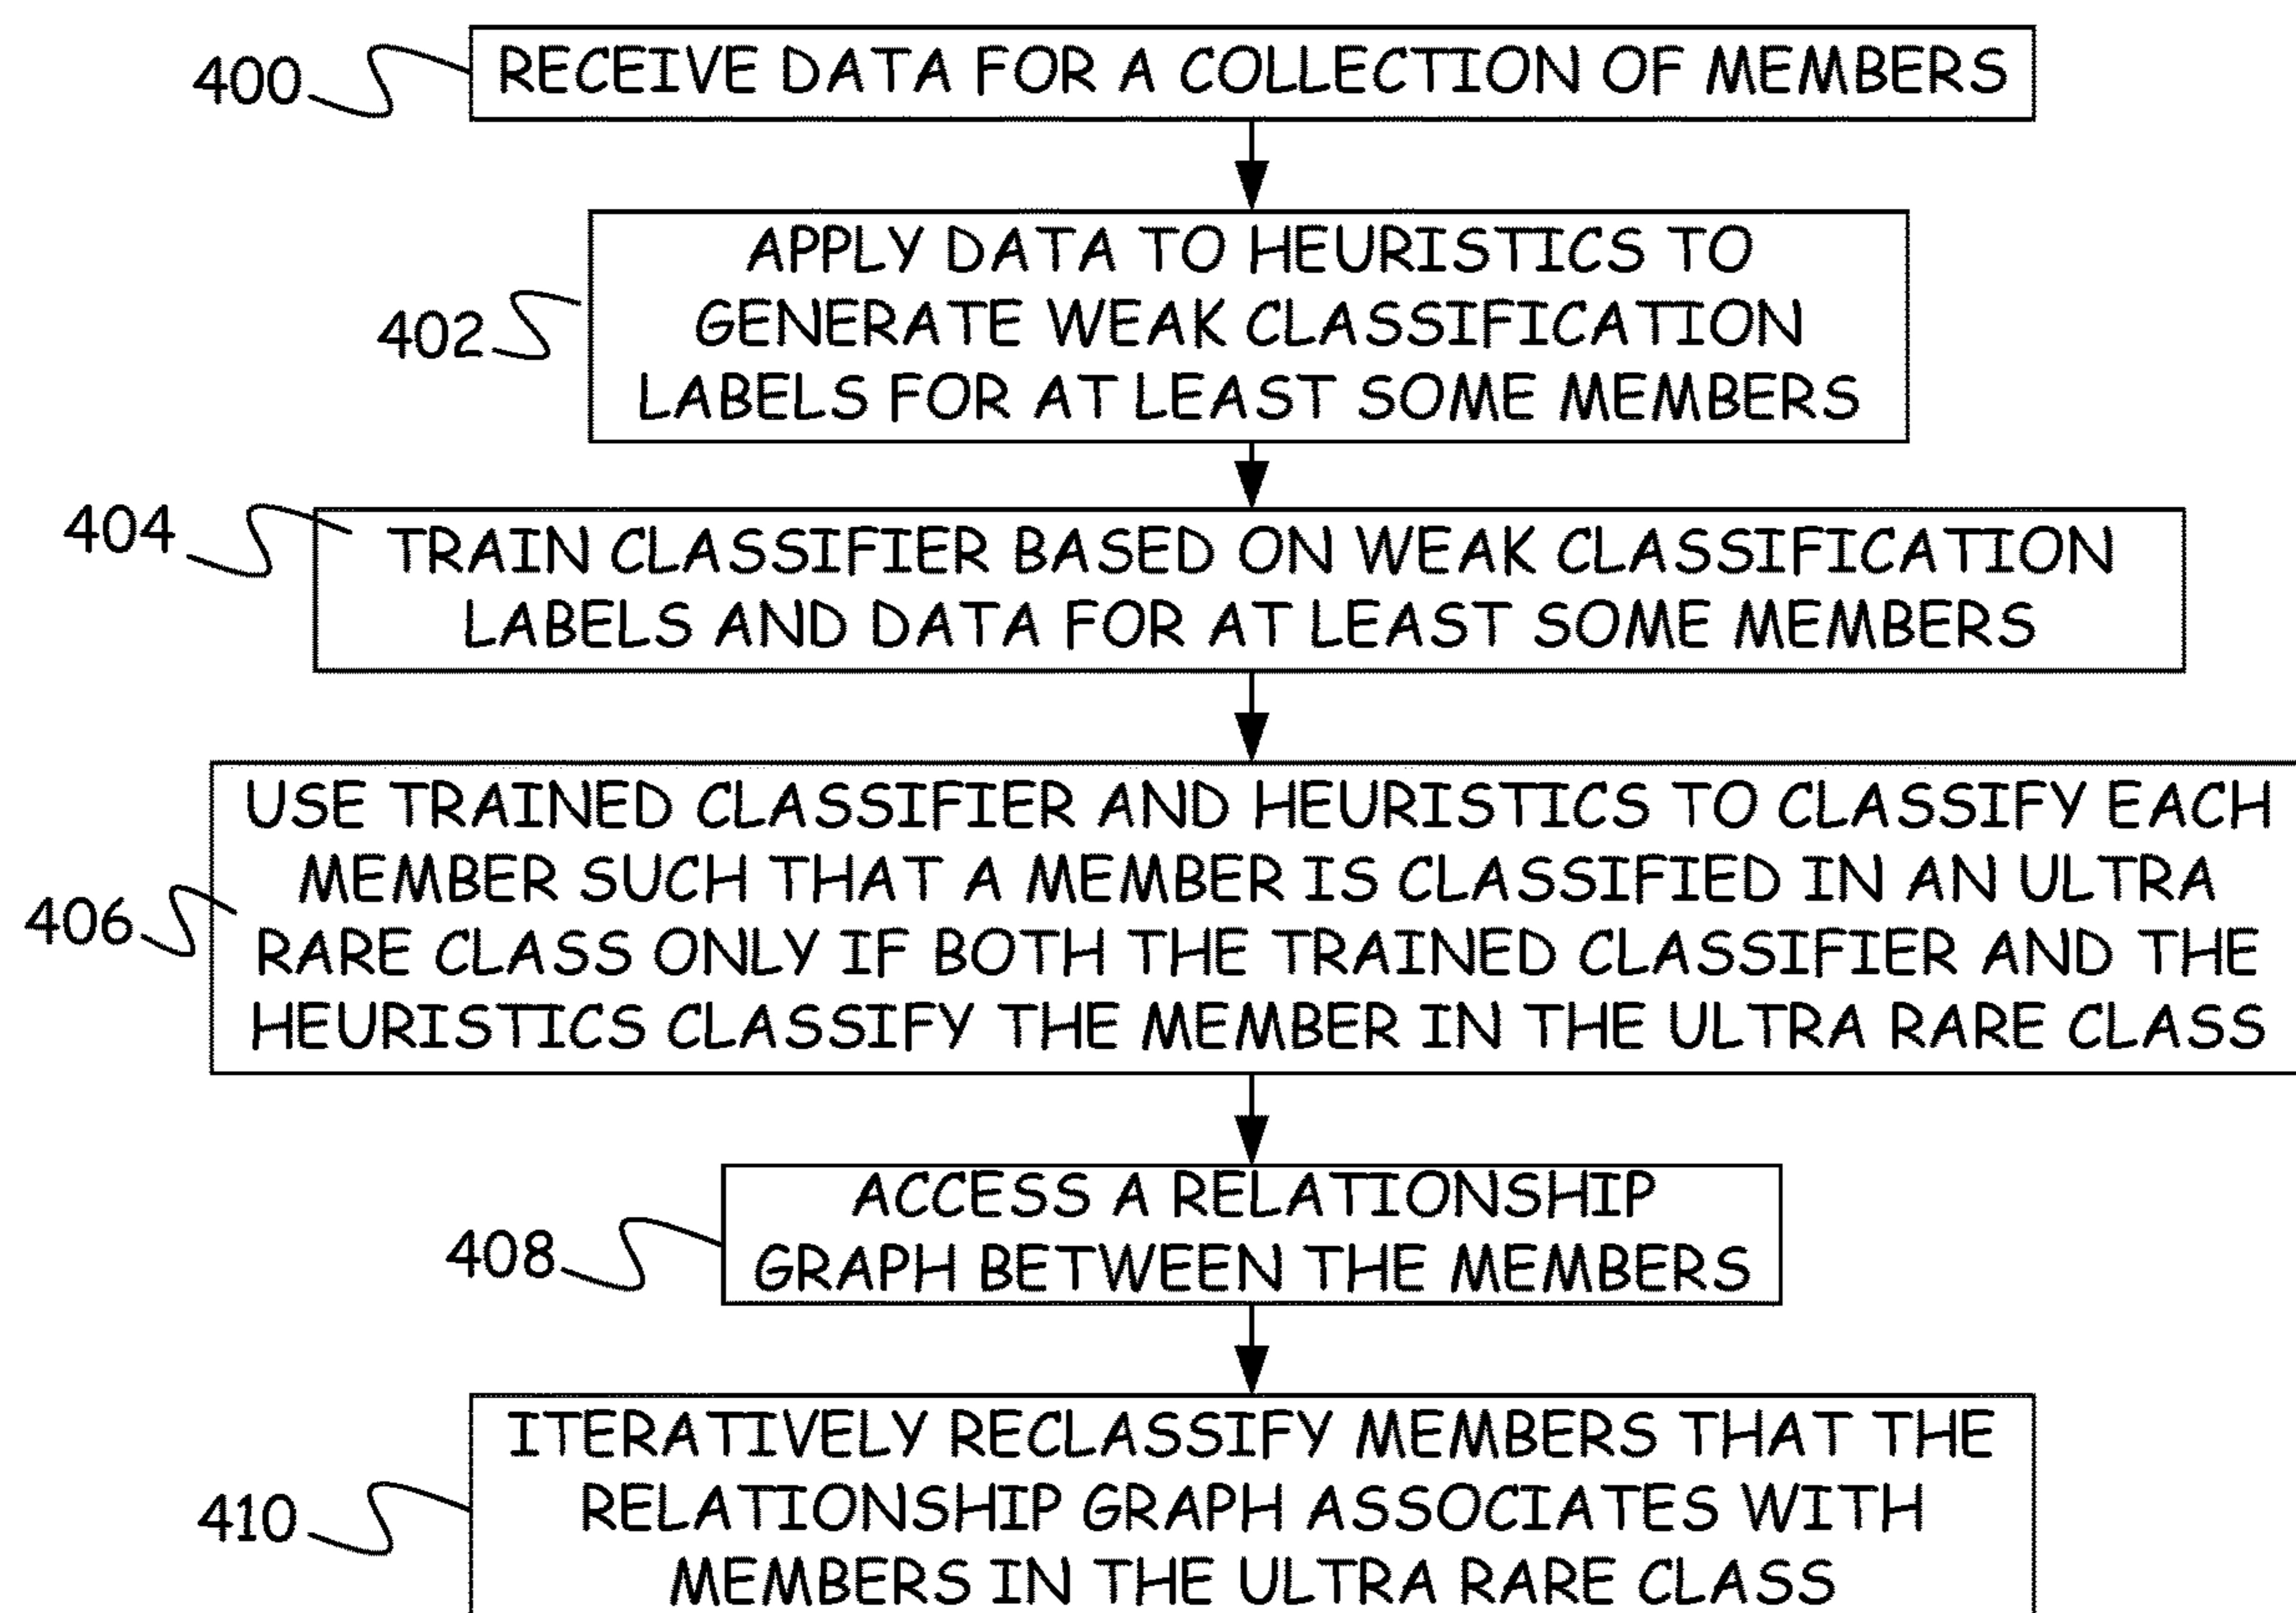 400
RECEIVE DATA FOR A COLLECTION OF MEMBERS
402
APPLY DATA TO HEURISTICS TO
GENERATE WEAK CLASSIFICATION
LABELS FOR AT LEAST SOME MEMBERS
404
TRAIN CLASSIFIER BASED ON WEAK CLASSIFICATION
LABELS AND DATA FOR AT LEAST SOME MEMBERS
406
USE TRAINED CLASSIFIER AND HEURISTICS TO CLASSIFY EACH
MEMBER SUCH THAT A MEMBER IS CLASSIFIED IN AN ULTRA
RARE CLASS ONLY IF BOTH THE TRAINED CLASSIFIER AND THE
HEURISTICS CLASSIFY THE MEMBER IN THE ULTRA RARE CLASS
408
ACCESS A RELATIONSHIP
GRAPH BETWEEN THE MEMBERS
410
ITERATIVELY RECLASSIFY MEMBERS THAT THE
RELATIONSHIP GRAPH ASSOCIATES WITH
MEMBERS IN THE ULTRA RARE CLASS